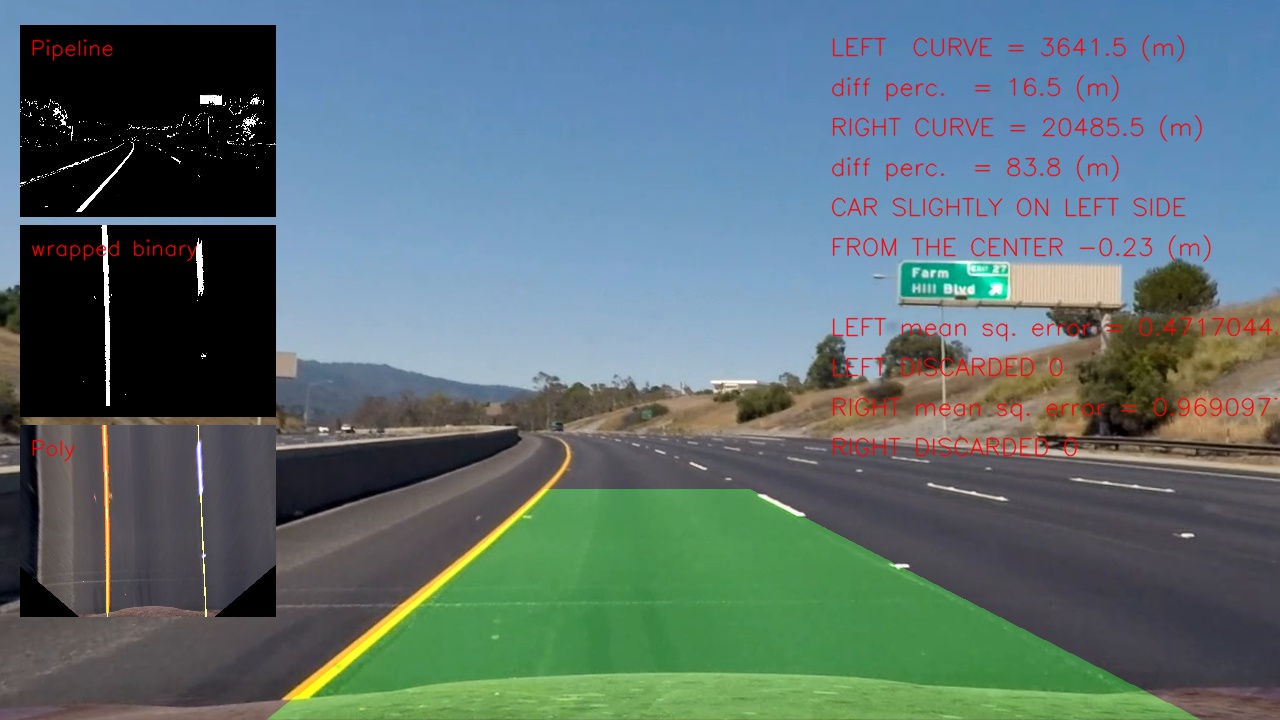 Pipeline
wrapped binary
Poly
LEFT CURVE = 3641.5 (m)
diff perc. = 16.5 (m)
RIGHT CURVE = 20485.5 (m)
diff perc. = 83.8 (m)
CAR SLIGHTLY ON LEFT SIDE
FROM THE CENTER -0.23 (m)
EXIT 27
Farm
Hill Blvd
LEFT mean sq. error = 0.4717044
LEFT DISCARDED 0
RIGHT mean sq. error = 0.969097
RIGHT DISCARDED 0